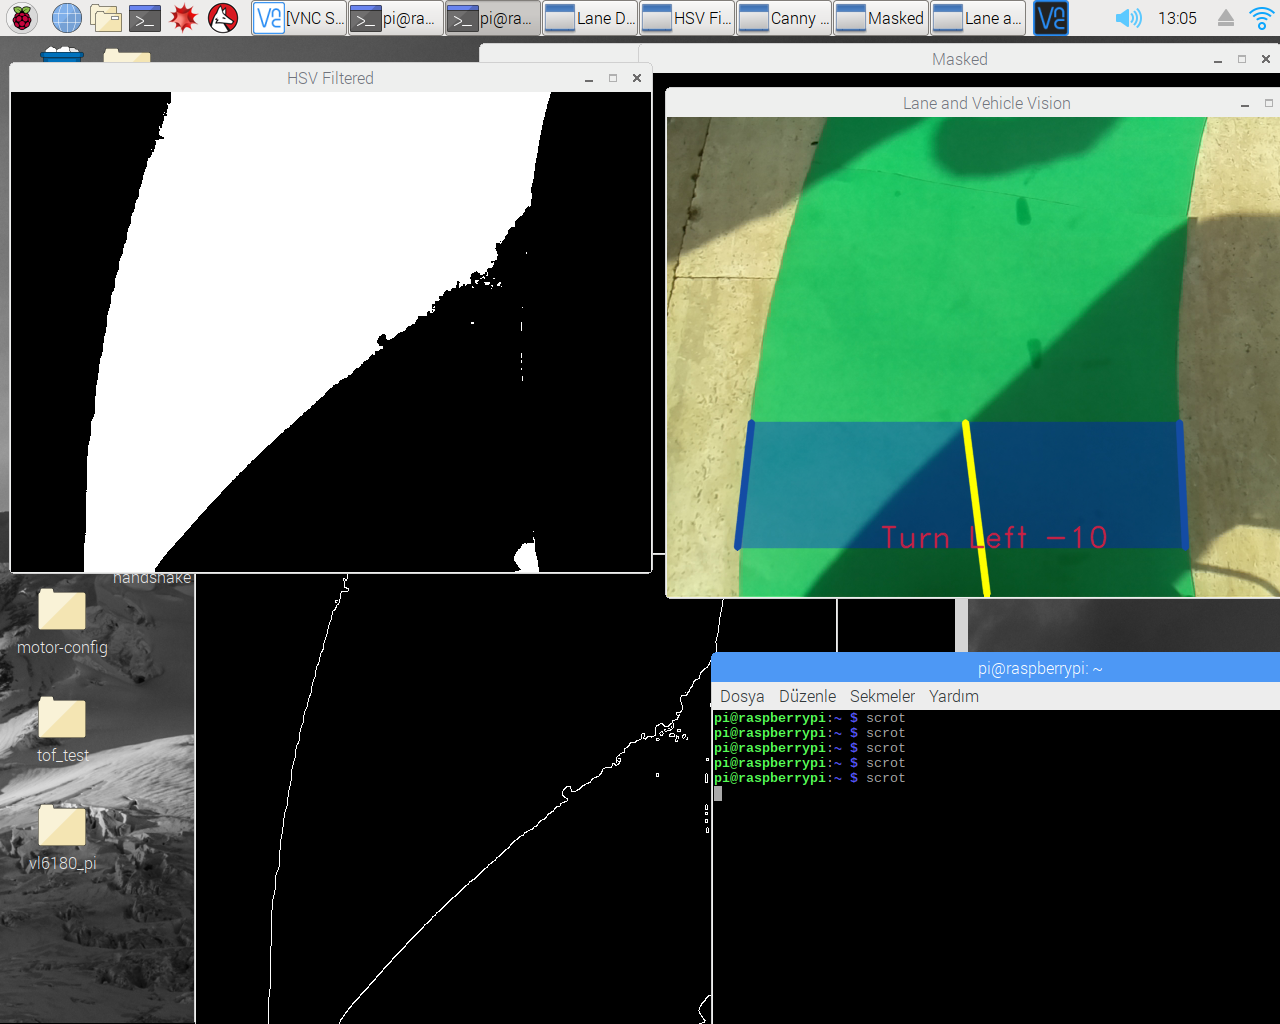 [VNC S...
pi@ra...
pi@ra...
Lane D...
HSV Fi...
Canny ...
Masked
Lane a...
13:05
Masked
HSV Filtered
Lane and Vehicle Vision
Turn Left -10
handshake
motor-config
tof_test
vl6180_pi
pi@raspberrypi: ~
Dosya Düzenle Sekmeler Yardım
pi@raspberrypi:~ $ scrot
pi@raspberrypi:~ $ scrot
pi@raspberrypi:~ $ scrot
pi@raspberrypi:~ $ scrot
pi@raspberrypi:~ $ scrot